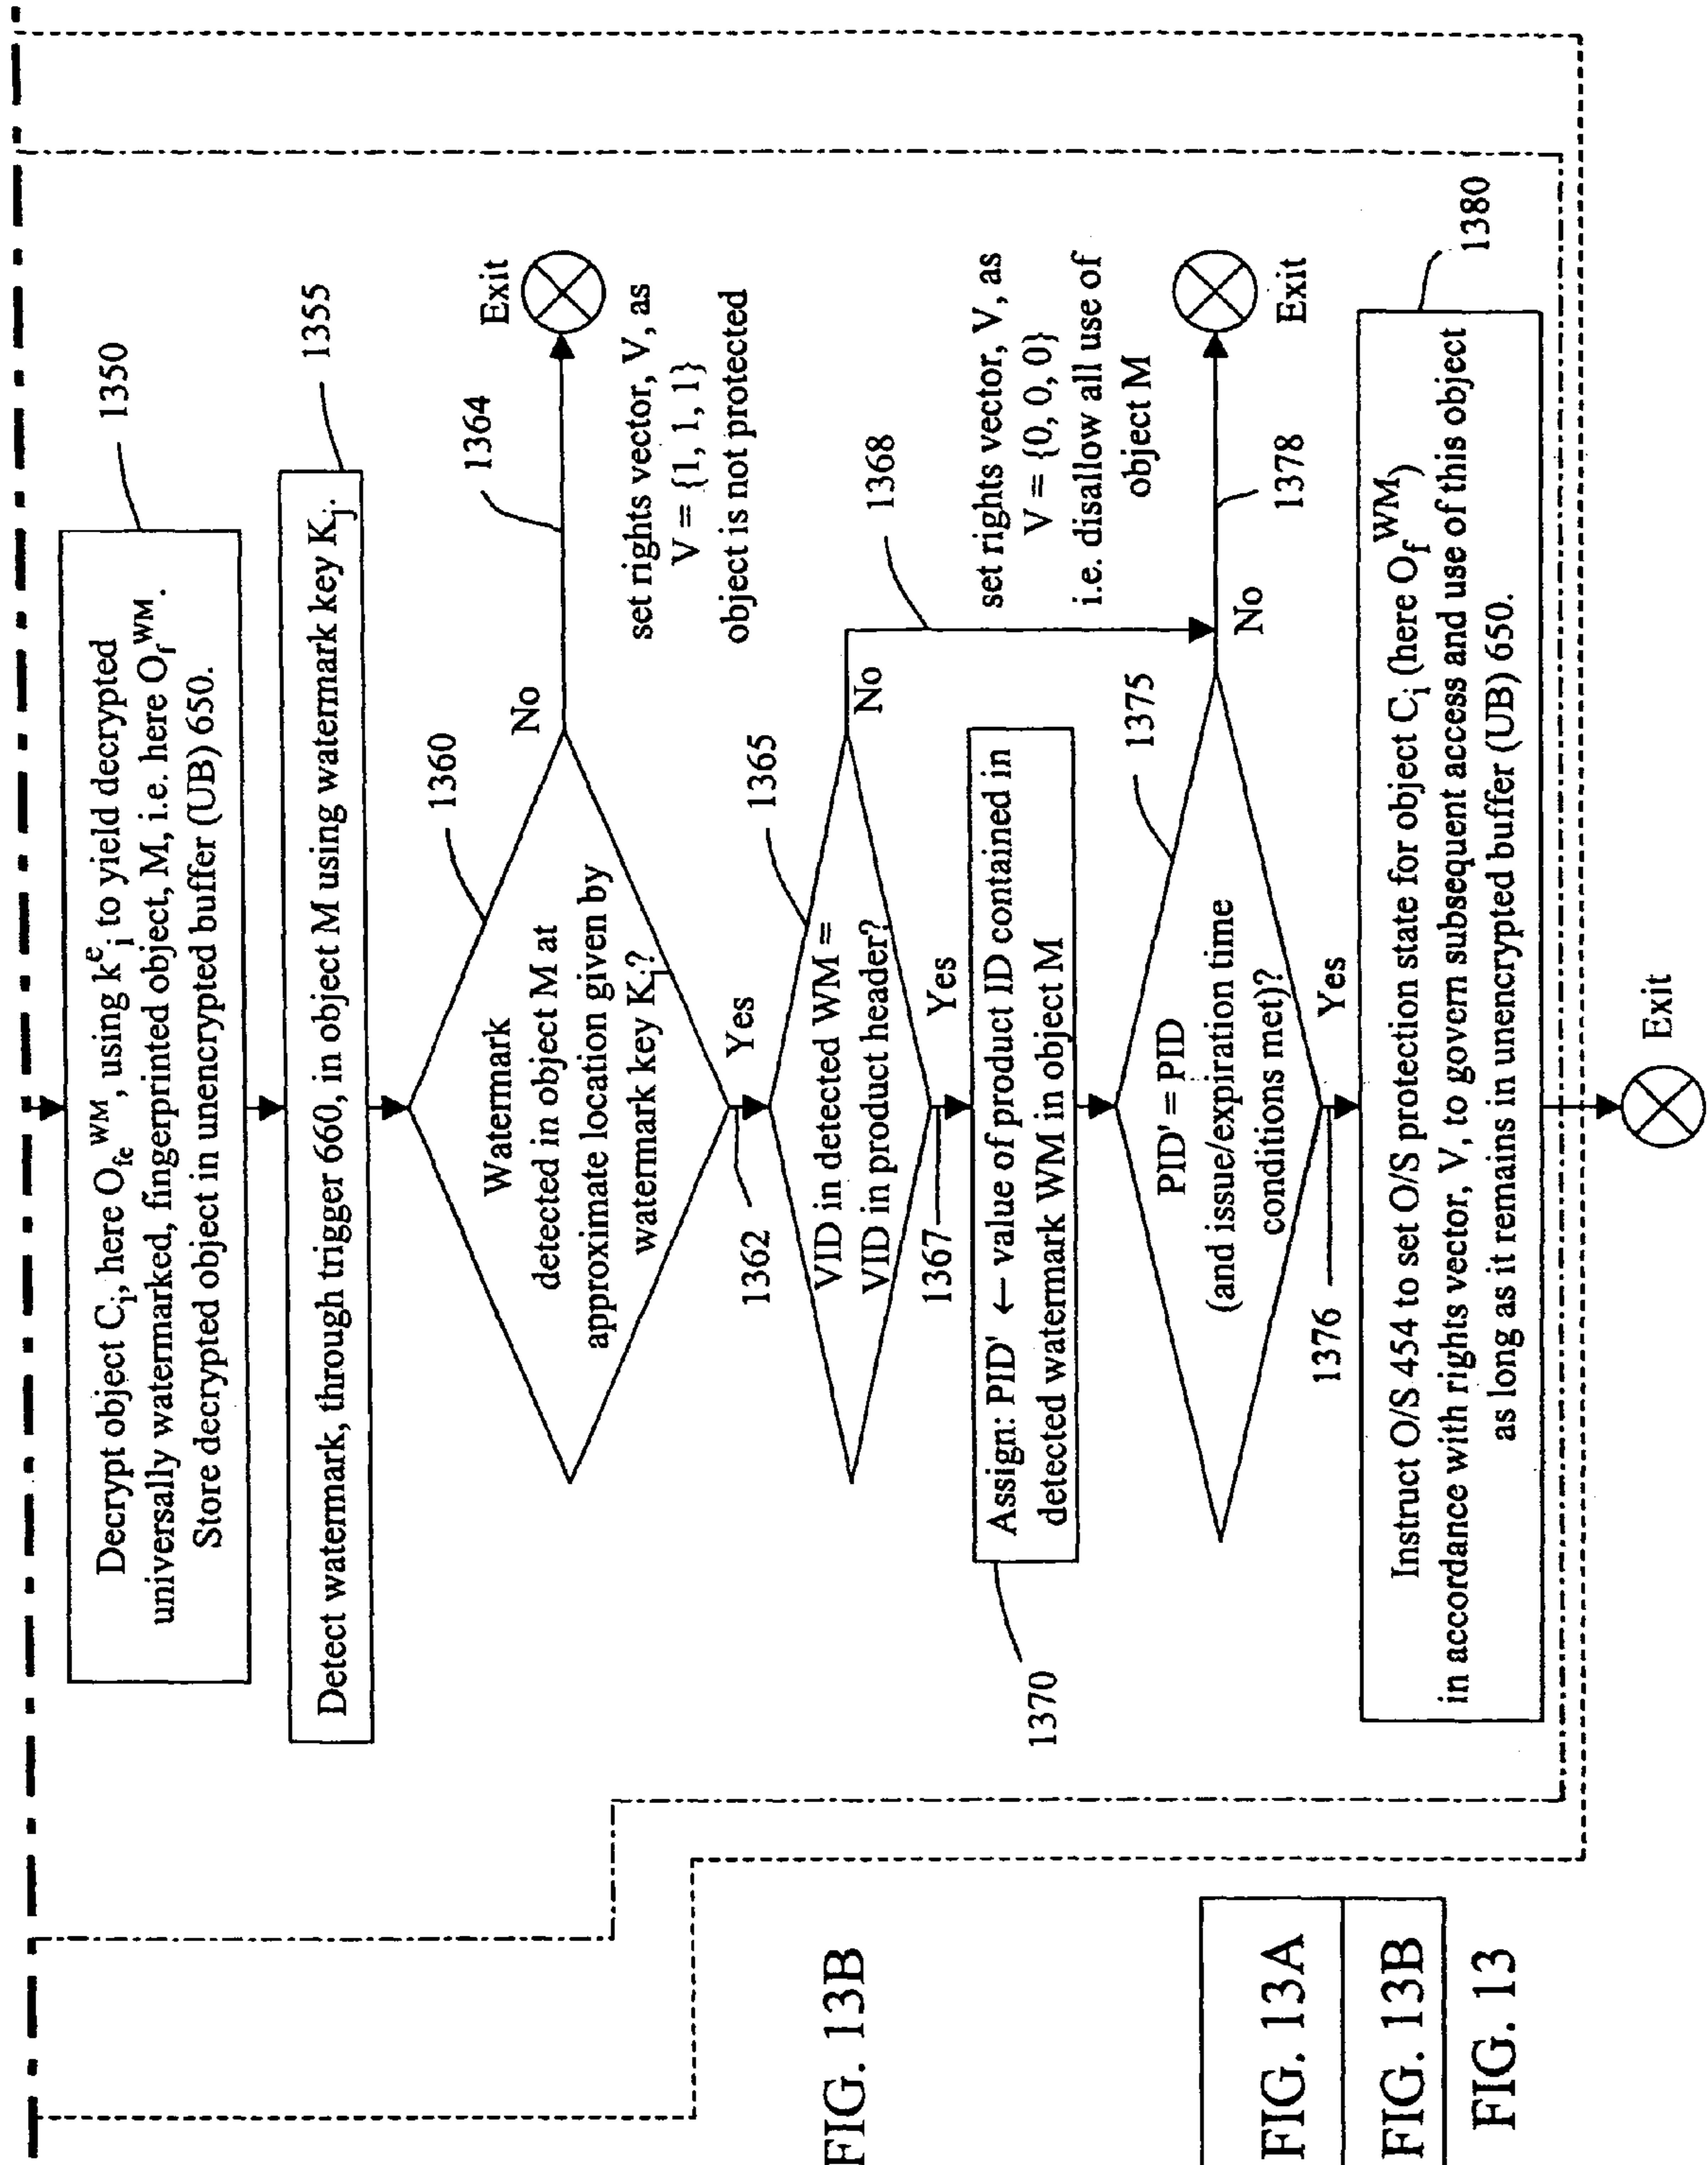 Decrypt object Cⱼ, here O_fe^WM, using k^e_j to yield decrypted
universally watermarked, fingerprinted object, M, i.e. here O_f^WM.
Store decrypted object in unencrypted buffer (UB) 650.
1350
Detect watermark, through trigger 660, in object M using watermark key Kⱼ.
1355
Watermark
detected in object M at
approximate location given by
watermark key Kⱼ?
1360
No
1364
Exit
set rights vector, V, as
V = {1, 1, 1}
object is not protected
Yes
1362
VID in detected WM =
VID in product header?
1365
No
1368
Yes
1367
Assign: PID' ← value of product ID contained in
detected watermark WM in object M
1370
set rights vector, V, as
V = {0, 0, 0}
i.e. disallow all use of
object M
PID' = PID
(and issue/expiration time
conditions met)?
1375
No
1378
Exit
Yes
1376
Instruct O/S 454 to set O/S protection state for object Cᵢ (here O_f^WM)
in accordance with rights vector, V, to govern subsequent access and use of this object
as long as it remains in unencrypted buffer (UB) 650.
1380
Exit
FIG. 13B
FIG. 13A
FIG. 13B
FIG. 13